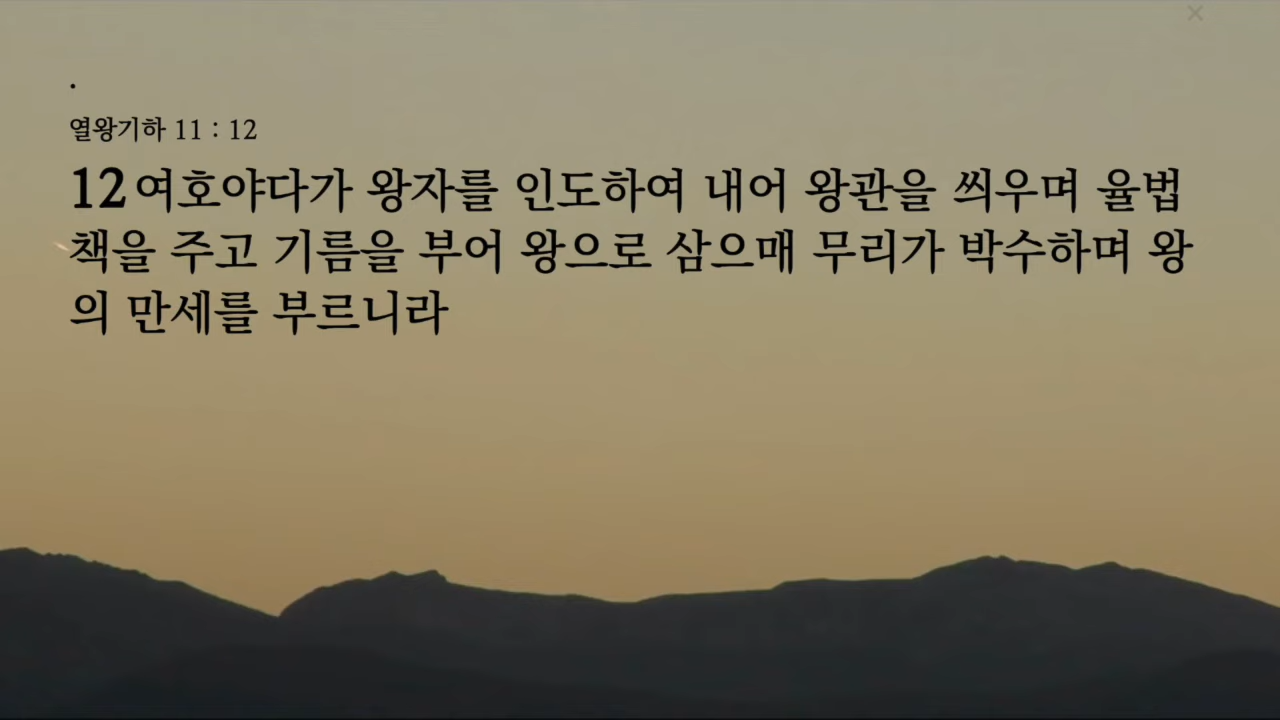 .
열왕기하 11 : 12
12 여호야다가 왕자를 인도하여 내어 왕관을 씌우며 율법
책을 주고 기름을 부어 왕으로 삼으매 무리가 박수하며 왕
의 만세를 부르니라